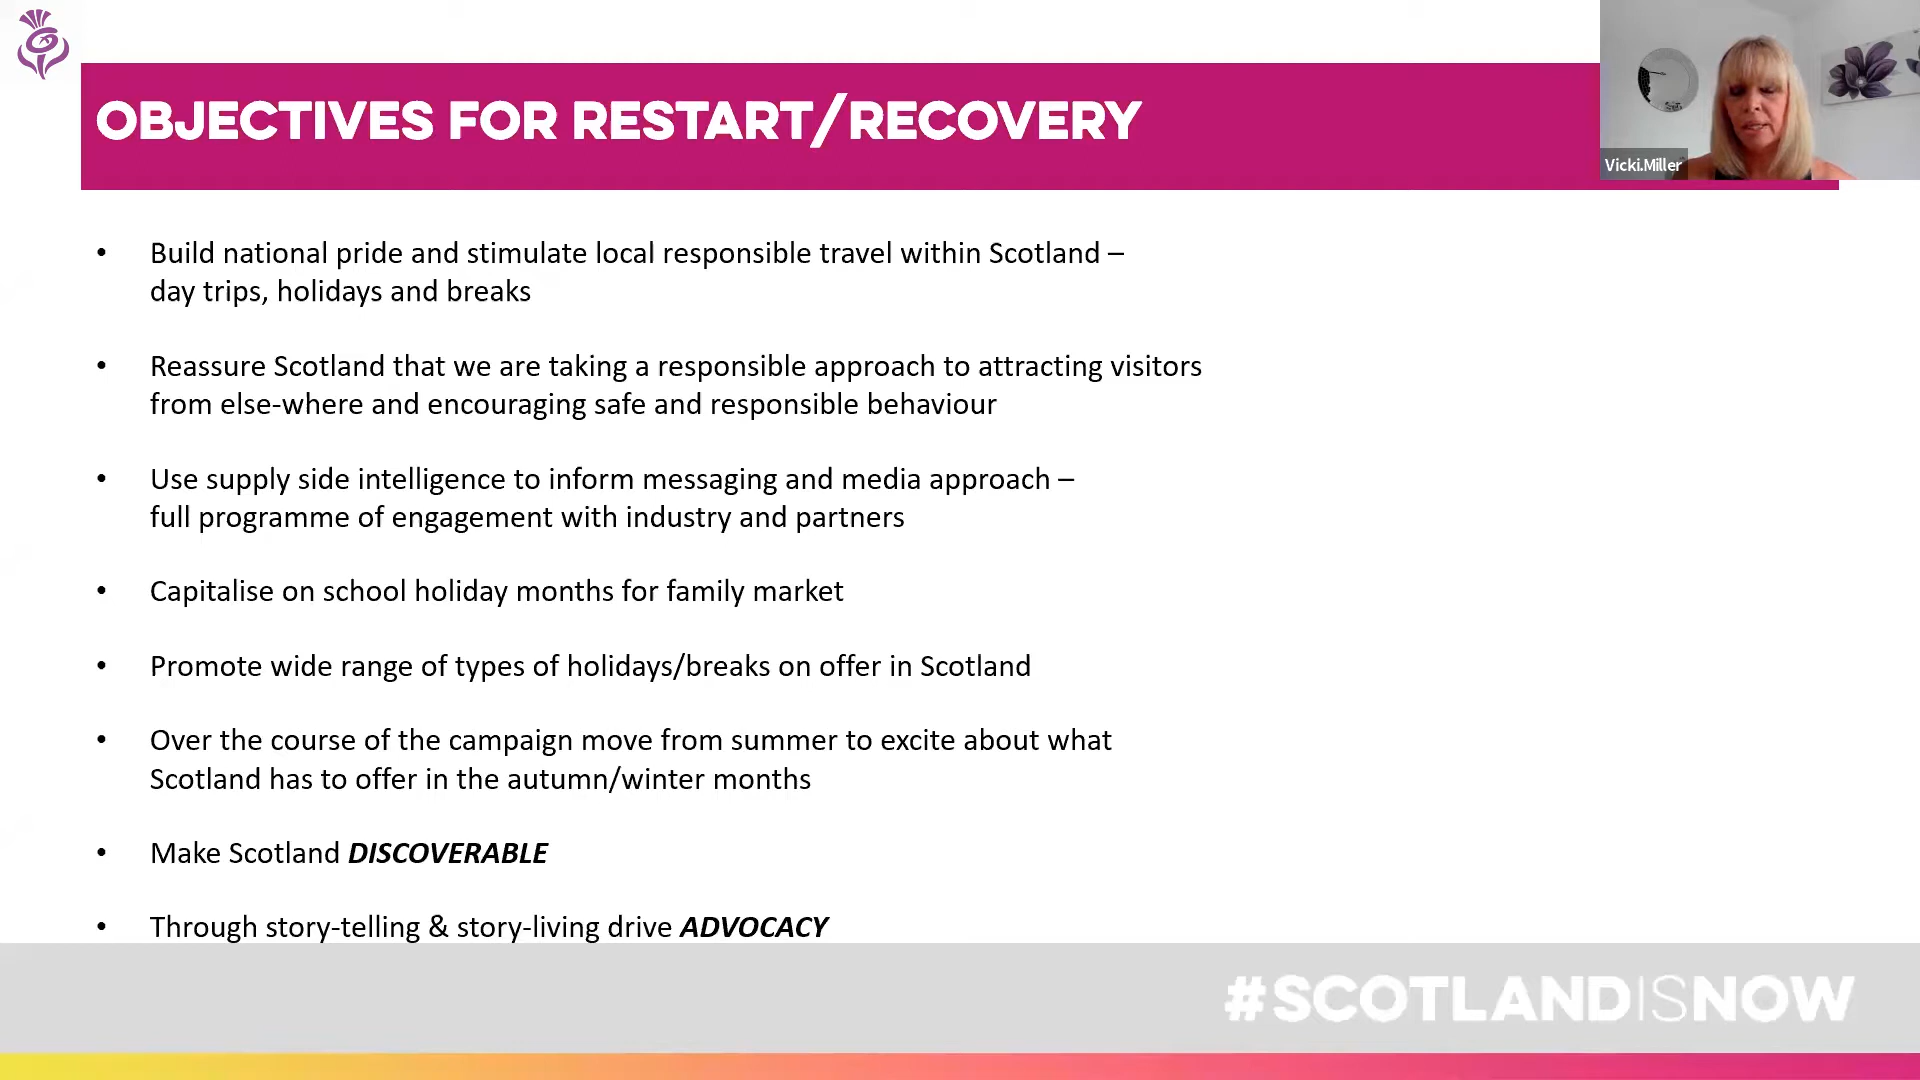 OBJECTIVES FOR RESTART/RECOVERY
Vicki.Miller
• Build national pride and stimulate local responsible travel within Scotland –
day trips, holidays and breaks
• Reassure Scotland that we are taking a responsible approach to attracting visitors
from else-where and encouraging safe and responsible behaviour
• Use supply side intelligence to inform messaging and media approach –
full programme of engagement with industry and partners
• Capitalise on school holiday months for family market
• Promote wide range of types of holidays/breaks on offer in Scotland
• Over the course of the campaign move from summer to excite about what
Scotland has to offer in the autumn/winter months
• Make Scotland DISCOVERABLE
• Through story-telling & story-living drive ADVOCACY
#SCOTLANDISNOW